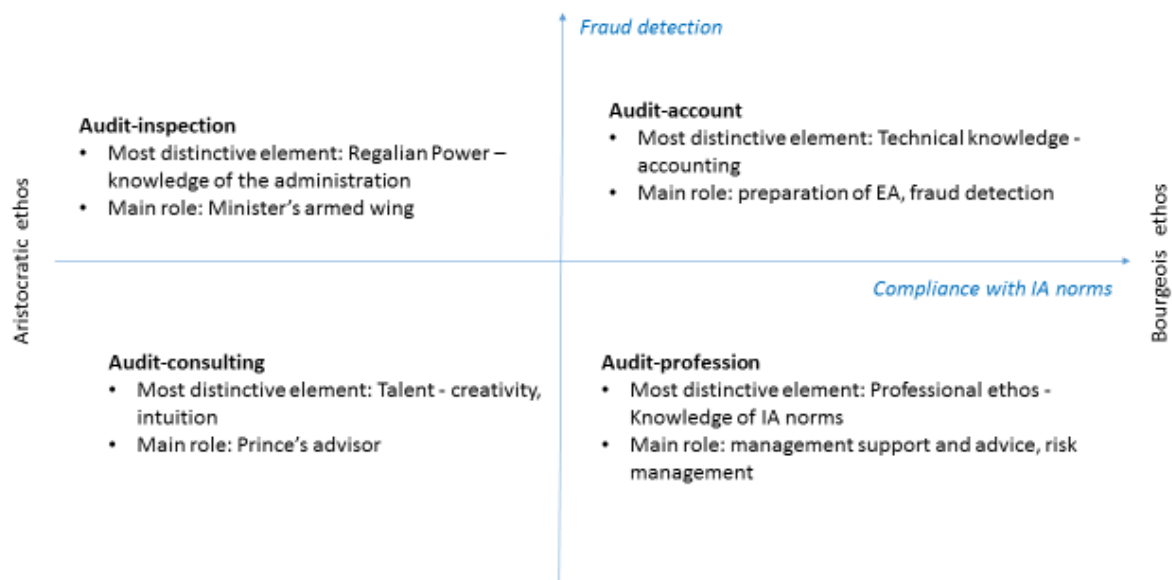 Fraud detection
Audit-inspection
• Most distinctive element: Regalian Power –
knowledge of the administration
• Main role: Minister's armed wing
Audit-account
• Most distinctive element: Technical knowledge -
accounting
• Main role: preparation of EA, fraud detection
Aristocratic ethos
Bourgeois ethos
Compliance with IA norms
Audit-consulting
• Most distinctive element: Talent - creativity,
intuition
• Main role: Prince's advisor
Audit-profession
• Most distinctive element: Professional ethos -
Knowledge of IA norms
• Main role: management support and advice, risk
management